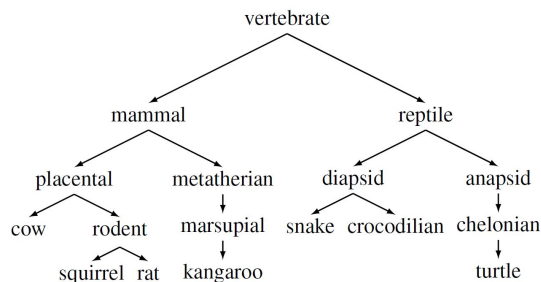 vertebrate
mammal reptile
placental metatherian diapsid anapsid
cow rodent marsupial snake crocodilian chelonian
squirrel rat kangaroo turtle